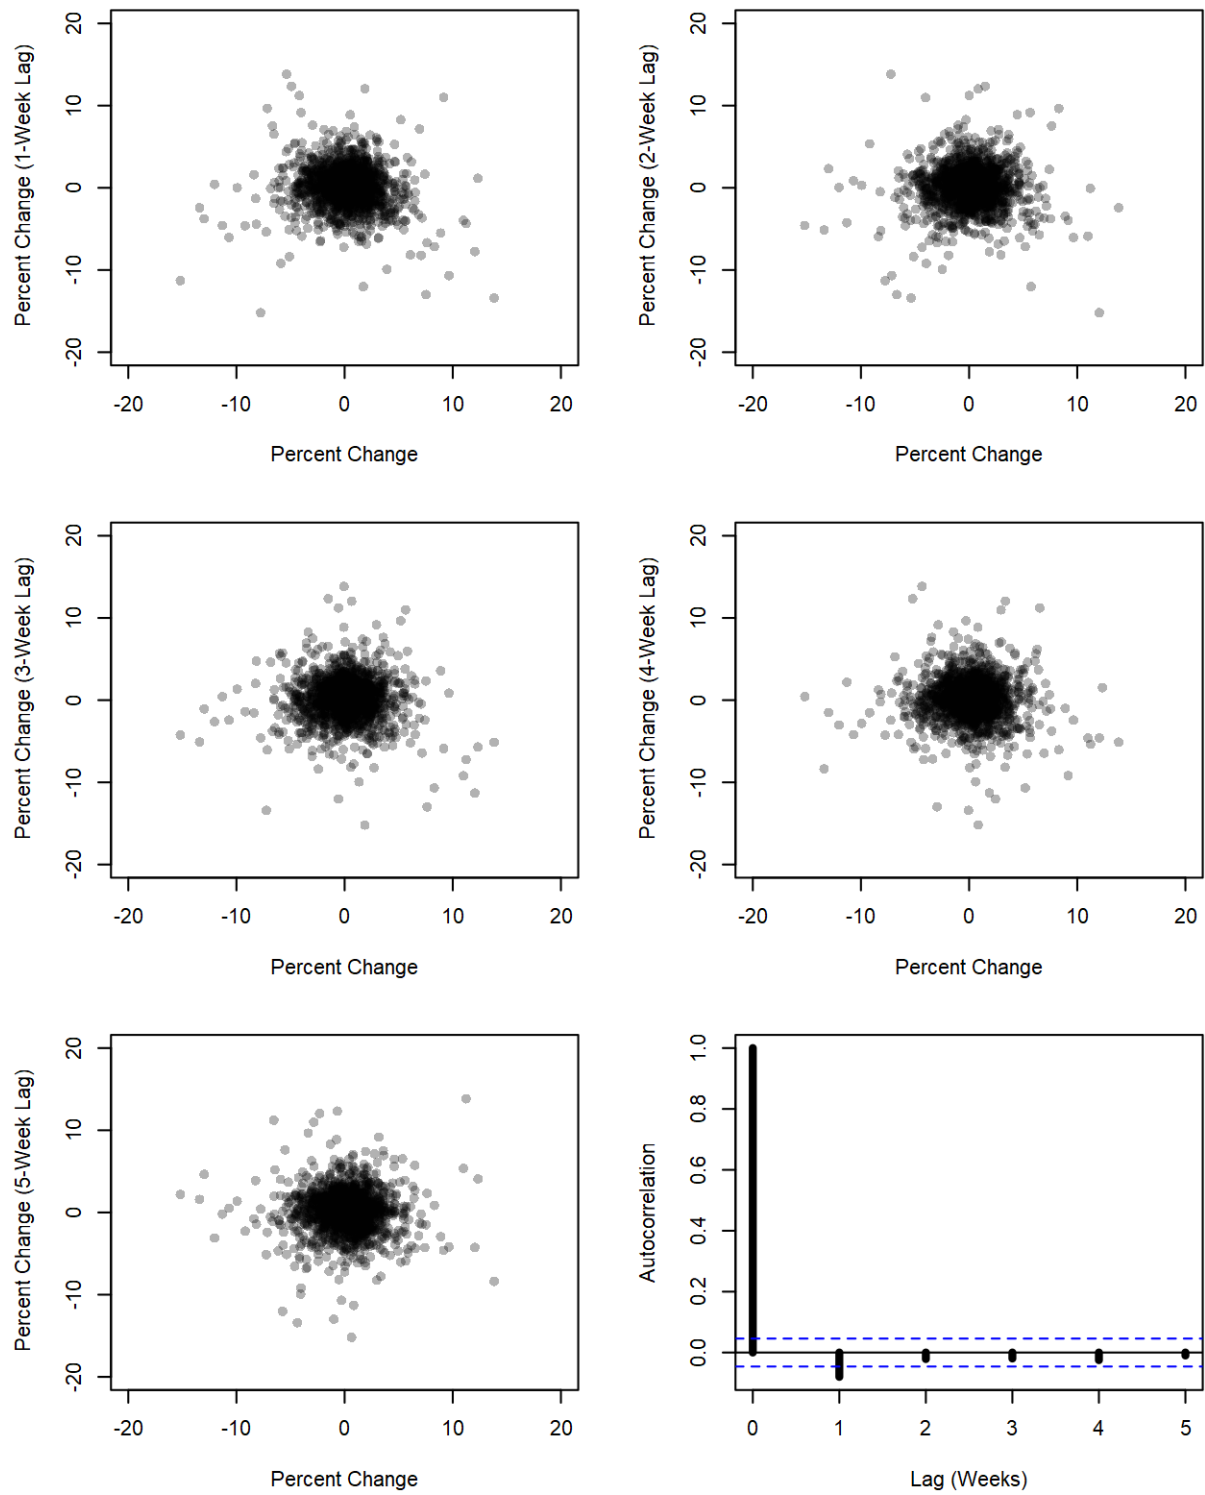 Percent Change (1-Week Lag)
20
10
0
-10
-20
-20 -10 0 10 20
Percent Change
Percent Change (2-Week Lag)
20
10
0
-10
-20
-20 -10 0 10 20
Percent Change
Percent Change (3-Week Lag)
20
10
0
-10
-20
-20 -10 0 10 20
Percent Change
Percent Change (4-Week Lag)
20
10
0
-10
-20
-20 -10 0 10 20
Percent Change
Percent Change (5-Week Lag)
20
10
0
-10
-20
-20 -10 0 10 20
Percent Change
Autocorrelation
1.0
0.8
0.6
0.4
0.2
0.0
0 1 2 3 4 5
Lag (Weeks)